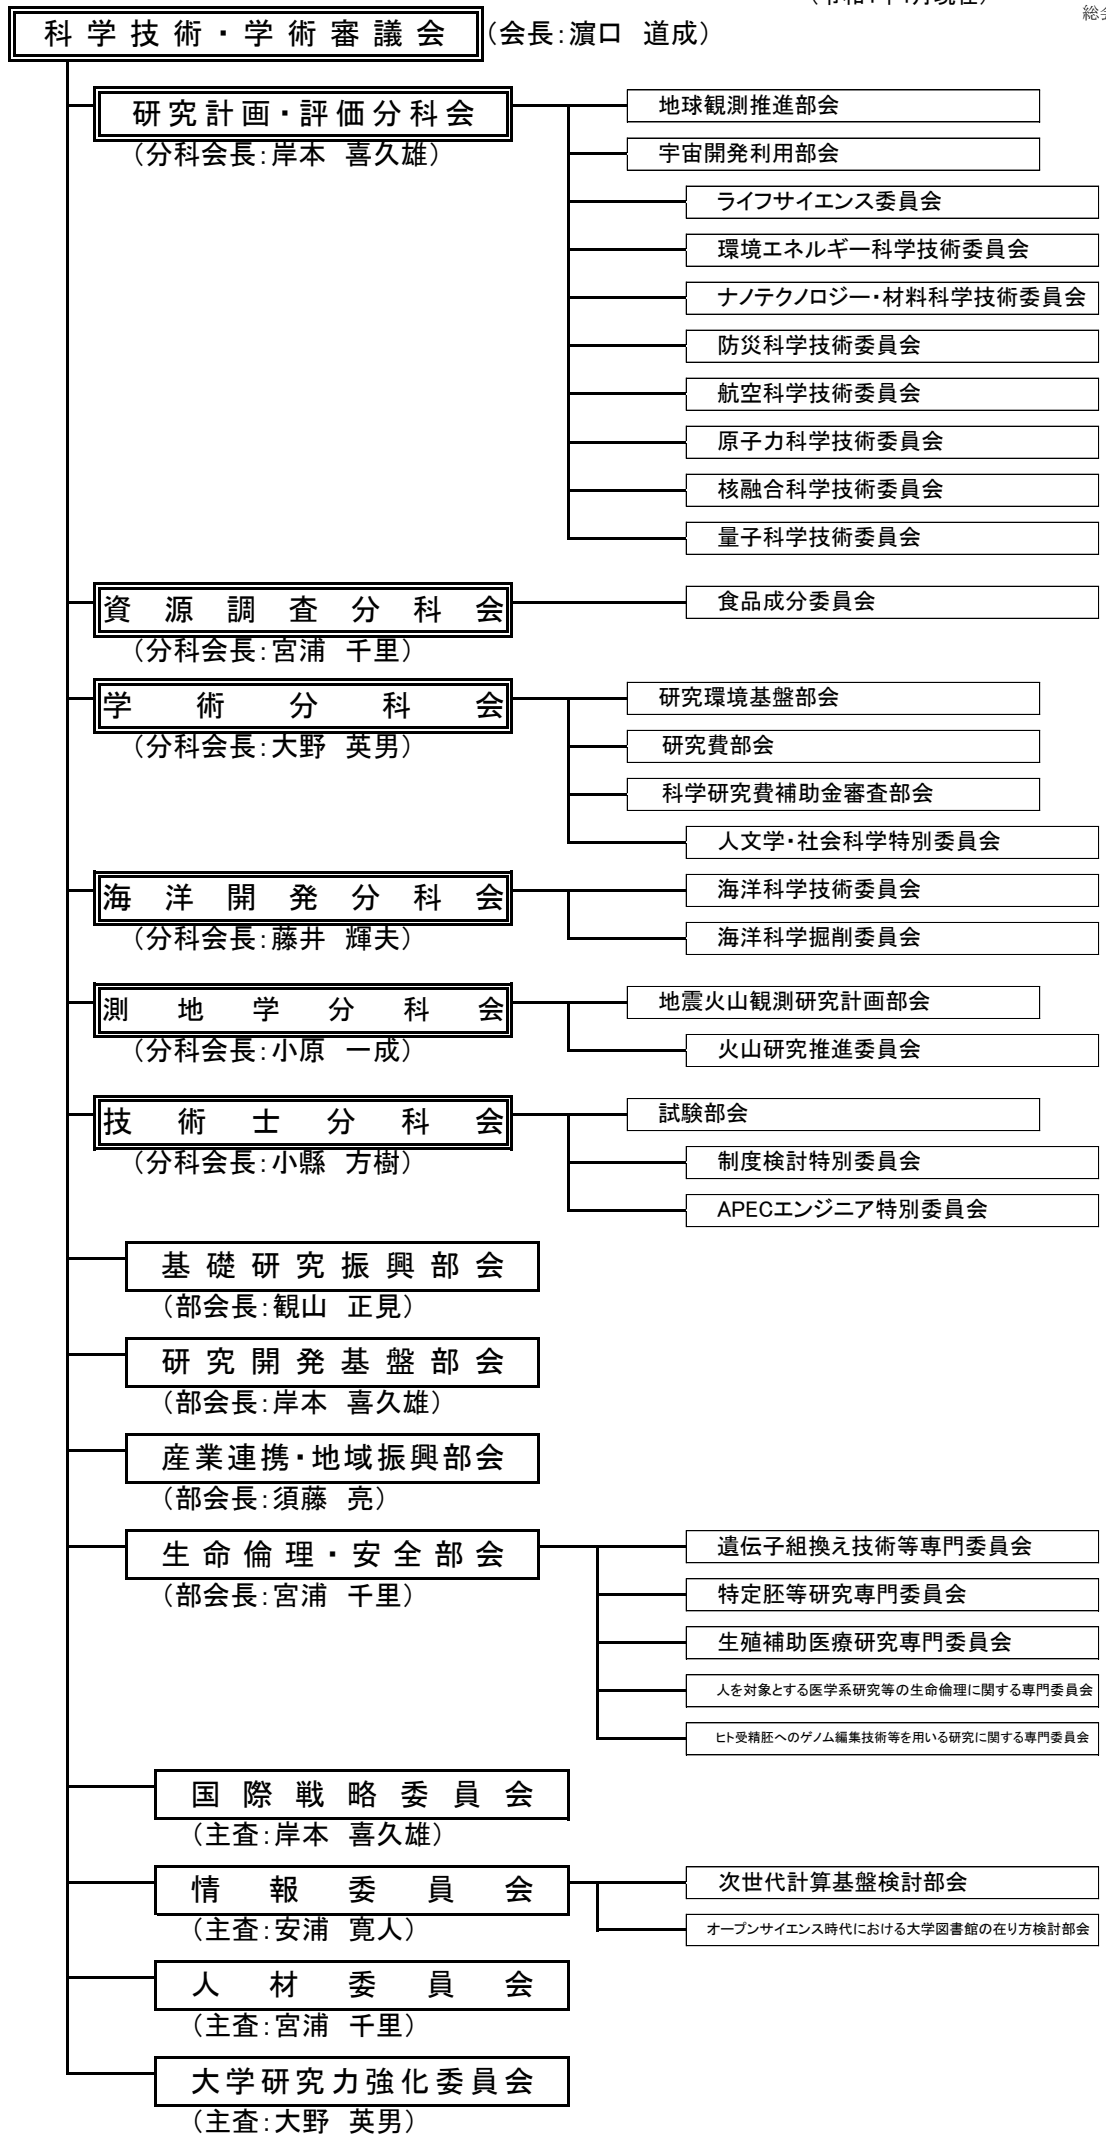 科学技術・学術審議会 (会長:濵口 道成)
研究計画・評価分科会
(分科会長:岸本 喜久雄)
地球観測推進部会
宇宙開発利用部会
ライフサイエンス委員会
環境エネルギー科学技術委員会
ナノテクノロジー・材料科学技術委員会
防災科学技術委員会
航空科学技術委員会
原子力科学技術委員会
核融合科学技術委員会
量子科学技術委員会
資源調査分科会
(分科会長:宮浦 千里)
食品成分委員会
学術分科会
(分科会長:大野 英男)
研究環境基盤部会
研究費部会
科学研究費補助金審査部会
人文学・社会科学特別委員会
海洋開発分科会
(分科会長:藤井 輝夫)
海洋科学技術委員会
海洋科学掘削委員会
測地学分科会
(分科会長:小原 一成)
地震火山観測研究計画部会
火山研究推進委員会
技術士分科会
(分科会長:小縣 方樹)
試験部会
制度検討特別委員会
APECエンジニア特別委員会
基礎研究振興部会
(部会長:観山 正見)
研究開発基盤部会
(部会長:岸本 喜久雄)
産業連携・地域振興部会
(部会長:須藤 亮)
生命倫理・安全部会
(部会長:宮浦 千里)
遺伝子組換え技術等専門委員会
特定胚等研究専門委員会
生殖補助医療研究専門委員会
人を対象とする医学系研究等の生命倫理に関する専門委員会
ヒト受精胚へのゲノム編集技術等を用いる研究に関する専門委員会
国際戦略委員会
(主査:岸本 喜久雄)
情報委員会
(主査:安浦 寛人)
次世代計算基盤検討部会
オープンサイエンス時代における大学図書館の在り方検討部会
人材委員会
(主査:宮浦 千里)
大学研究力強化委員会
(主査:大野 英男)